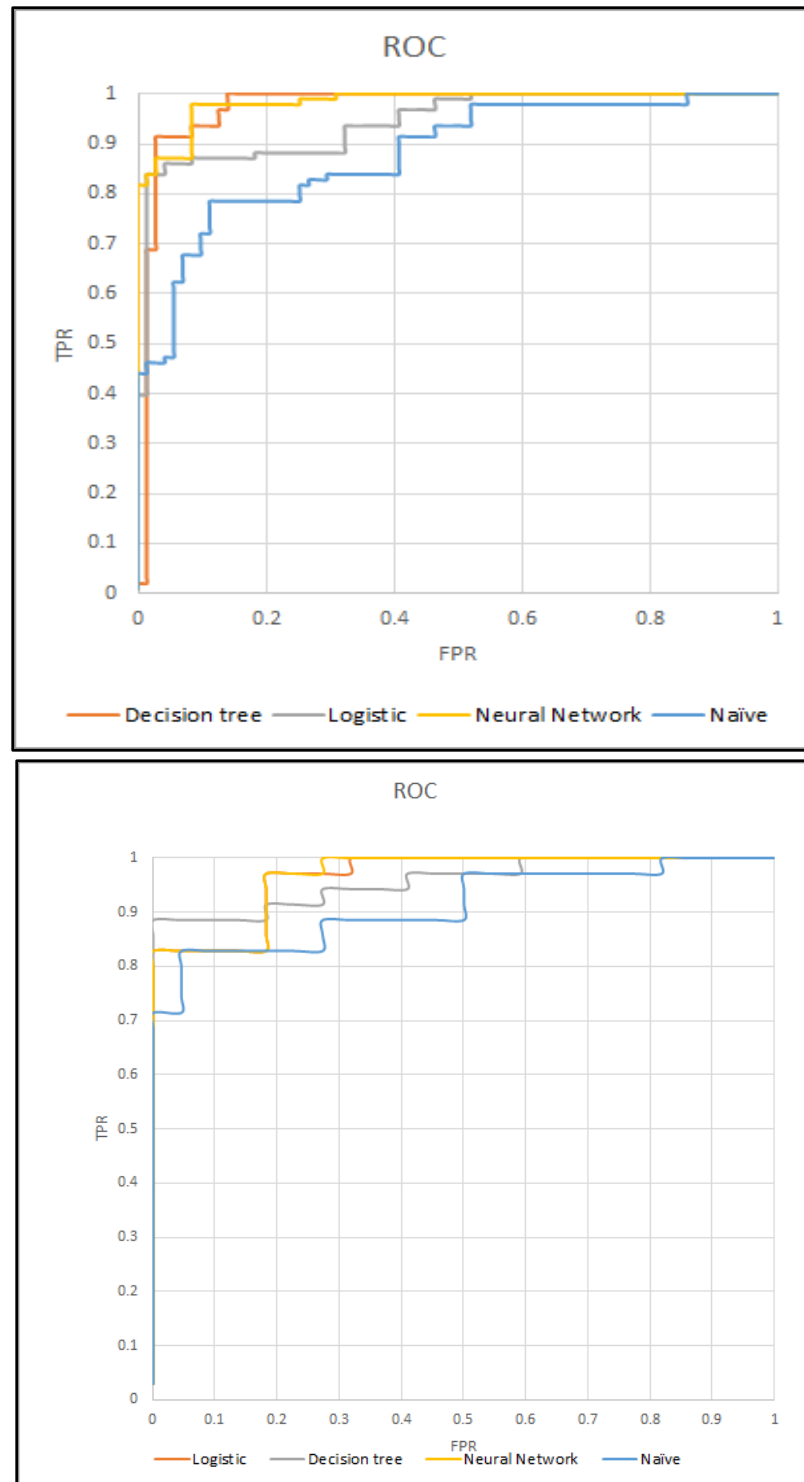 ROC
1
0.9
0.8
0.7
0.6
0.5
0.4
0.3
0.2
0.1
0
TPR
0 0.2 0.4 0.6 0.8 1
FPR
Decision tree Logistic Neural Network Naïve
ROC
1
0.9
0.8
0.7
0.6
0.5
0.4
0.3
0.2
0.1
0
TPR
0 0.1 0.2 0.3 0.4 0.5 0.6 0.7 0.8 0.9 1
FPR
Logistic Decision tree Neural Network Naïve